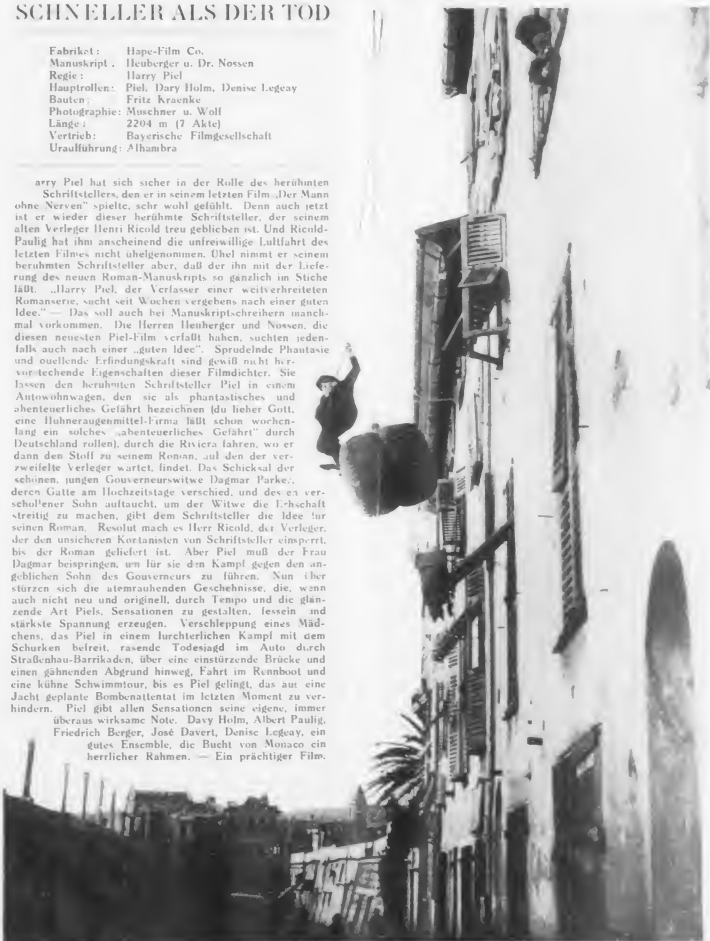 SCHNELLER ALS DER TOD
Fabrikat: Hape-Film Co.
Manuskript. Heuberger u. Dr. Nossen
Regie: Harry Piel
Hauptrollen: Piel, Dary Holm, Denise Legeay
Bauten: Fritz Kraenke
Photographie: Muschner u. Wolf
Länge: 2204 m (7 Akte)
Vertrieb: Bayerische Filmgesellschaft
Uraufführung: Alhambra
arry Piel hat sich sicher in der Rolle des berühmten
Schriftstellers, den er in seinem letzten Film „Der Mann
ohne Nerven" spielte, sehr wohl gefühlt. Denn auch jetzt
ist er wieder dieser berühmte Schriftsteller, der seinem
alten Verleger Henri Ricold treu geblieben ist. Und Ricold-
Paulig hat ihm anscheinend die unfreiwillige Luftfahrt des
letzten Filmes nicht übelgenommen. Übel nimmt er seinem
berühmten Schriftsteller aber, daß der ihn mit der Liefe-
rung des neuen Roman-Manuskripts so gänzlich im Stiche
läßt. „Harry Piel, der Verfasser einer weitverbreiteten
Romanserie, sucht seit Wochen vergebens nach einer guten
Idee." — Das soll auch bei Manuskriptschreibern manch-
mal vorkommen. Die Herren Heuberger und Nossen, die
diesen neuesten Piel-Film verfaßt haben, suchten jeden-
falls auch nach einer „guten Idee". Sprudelnde Phantasie
und quellende Erfindungskraft sind gewiß nicht her-
vorstechende Eigenschaften dieser Filmdichter. Sie
lassen den berühmten Schriftsteller Piel in einem
Autowohnwagen, den sie als phantastisches und
abenteuerliches Gefährt bezeichnen (du lieber Gott,
eine Hühneraugenmittel-Firma läßt schon wochen-
lang ein solches „abenteuerliches Gefährt" durch
Deutschland rollen), durch die Riviera fahren, wo er
dann den Stoff zu seinem Roman, auf den der ver-
zweifelte Verleger wartet, findet. Das Schicksal der
schönen, jungen Gouverneurswitwe Dagmar Parker,
deren Gatte am Hochzeitstage verschied, und des en ver-
schollener Sohn auftaucht, um der Witwe die Erbschaft
streitig zu machen, gibt dem Schriftsteller die Idee für
seinen Roman. Resolut mach es Herr Ricold, der Verleger,
der den unsicheren Kontanisten von Schriftsteller einsperrt,
bis der Roman geliefert ist. Aber Piel muß der Frau
Dagmar beispringen, um für sie den Kampf gegen den an-
geblichen Sohn des Gouverneurs zu führen. Nun über
stürzen sich die atemraubenden Geschehnisse, die, wenn
auch nicht neu und originell, durch Tempo und die glän-
zende Art Piels, Sensationen zu gestalten, fesseln und
stärkste Spannung erzeugen. Verschleppung eines Mäd-
chens, das Piel in einem furchterlichen Kampf mit dem
Schurken befreit, rasende Todesjagd im Auto durch
Straßenbau-Barrikaden, über eine einstürzende Brücke und
einen gähnenden Abgrund hinweg, Fahrt im Rennboot und
eine kühne Schwimmtour, bis es Piel gelingt, das auf eine
Jacht geplante Bombenattentat im letzten Moment zu ver-
hindern. Piel gibt allen Sensationen seine eigene, immer
überaus wirksame Note. Davy Holm, Albert Paulig,
Friedrich Berger, José Davert, Denise Legeay, ein
gutes Ensemble, die Bucht von Monaco ein
herrlicher Rahmen. — Ein prächtiger Film.